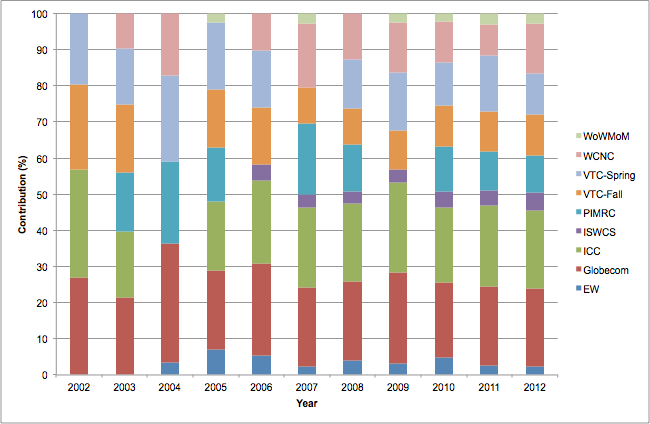 100
90
80
70
60
50
40
30
20
10
0
Contribution (%)
2002 2003 2004 2005 2006 2007 2008 2009 2010 2011 2012
Year
WoWMoM
WCNC
VTC-Spring
VTC-Fall
PIMRC
ISWCS
ICC
Globecom
EW